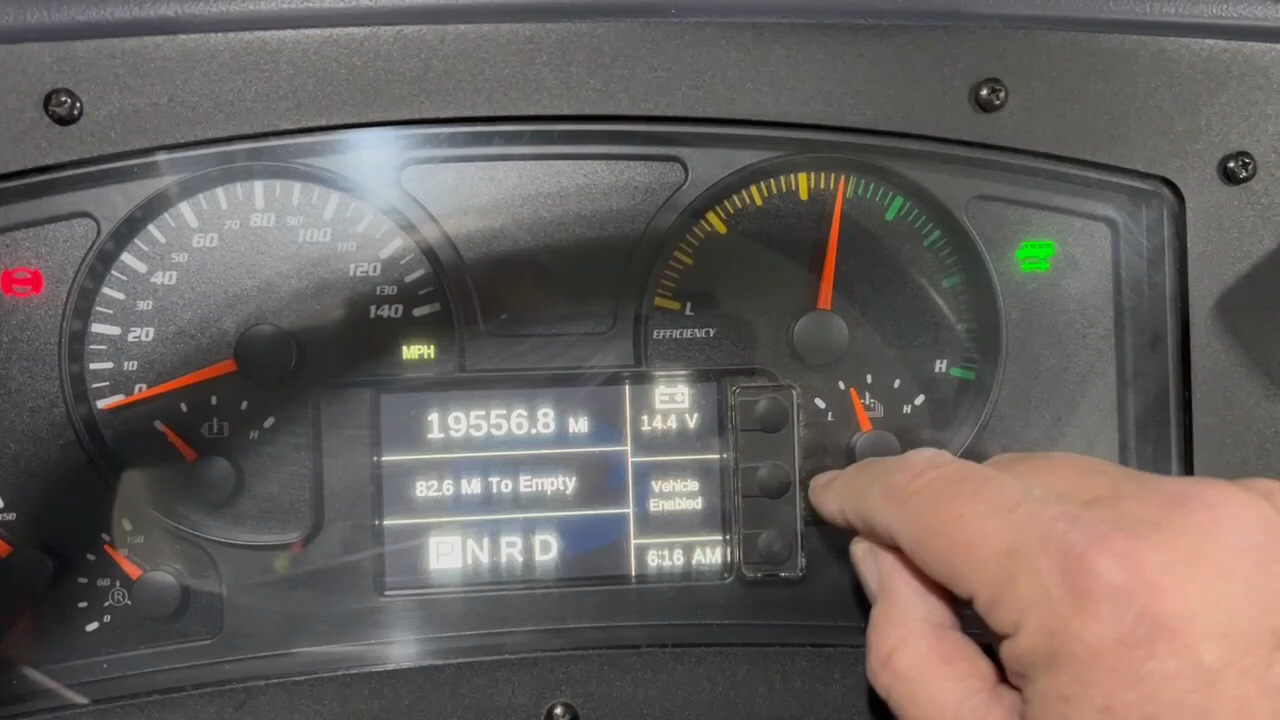 0
10
20
30
40
50
60
70
80
90
100
110
120
130
140
MPH
H
L
EFFICIENCY
H
L
H
19556.8 Mi
82.6 Mi To Empty
P N R D
14.4 V
Vehicle
Enabled
6:16 AM
150
150
60
0
R